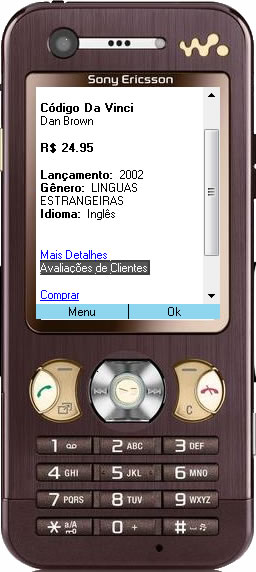 Sony Ericsson
Código Da Vinci
Dan Brown
R$ 24.95
Lançamento: 2002
Gênero: LINGUAS
ESTRANGEIRAS
Idioma: Inglês
Mais Detalhes
Avaliações de Clientes
Comprar
Menu Ok
C
1 2 ABC 3 DEF
4 GHI 5 JKL 6 MNO
7 PQRS 8 TUV 9 WXYZ
* a/A 0 + #